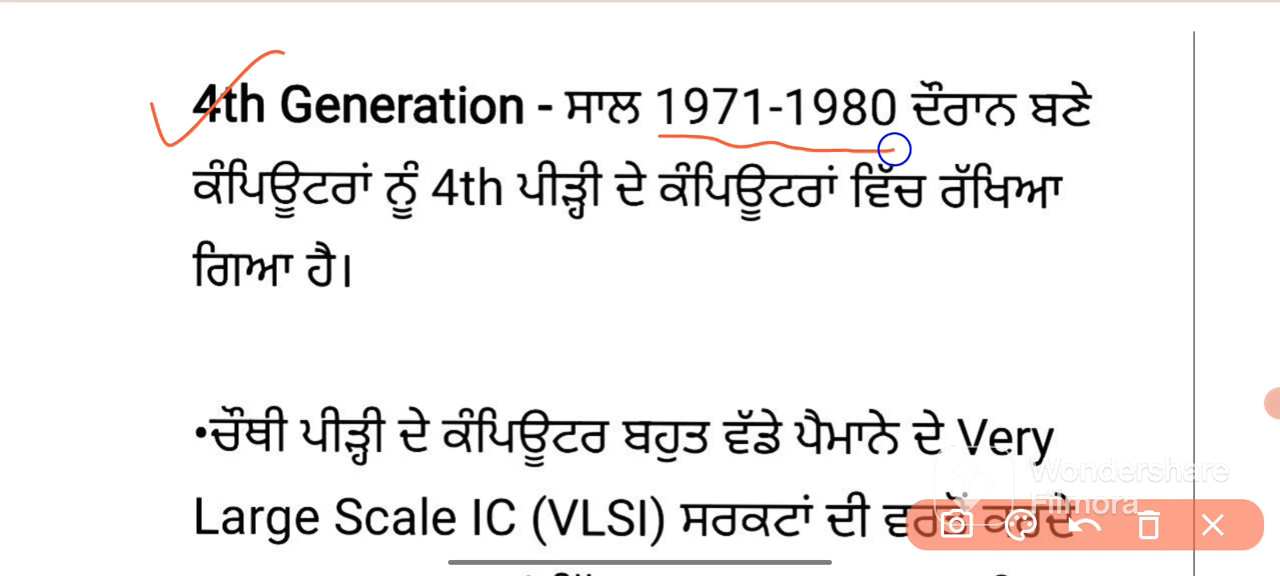 4th Generation - ਸਾਲ 1971-1980 ਦੌਰਾਨ ਬਣੇ
ਕੰਪਿਊਟਰਾਂ ਨੂੰ 4th ਪੀੜ੍ਹੀ ਦੇ ਕੰਪਿਊਟਰਾਂ ਵਿੱਚ ਰੱਖਿਆ
ਗਿਆ ਹੈ।
•ਚੌਥੀ ਪੀੜ੍ਹੀ ਦੇ ਕੰਪਿਊਟਰ ਬਹੁਤ ਵੱਡੇ ਪੈਮਾਨੇ ਦੇ Very
Large Scale IC (VLSI) ਸਰਕਟਾਂ ਦੀ
Wondershare
Filmora